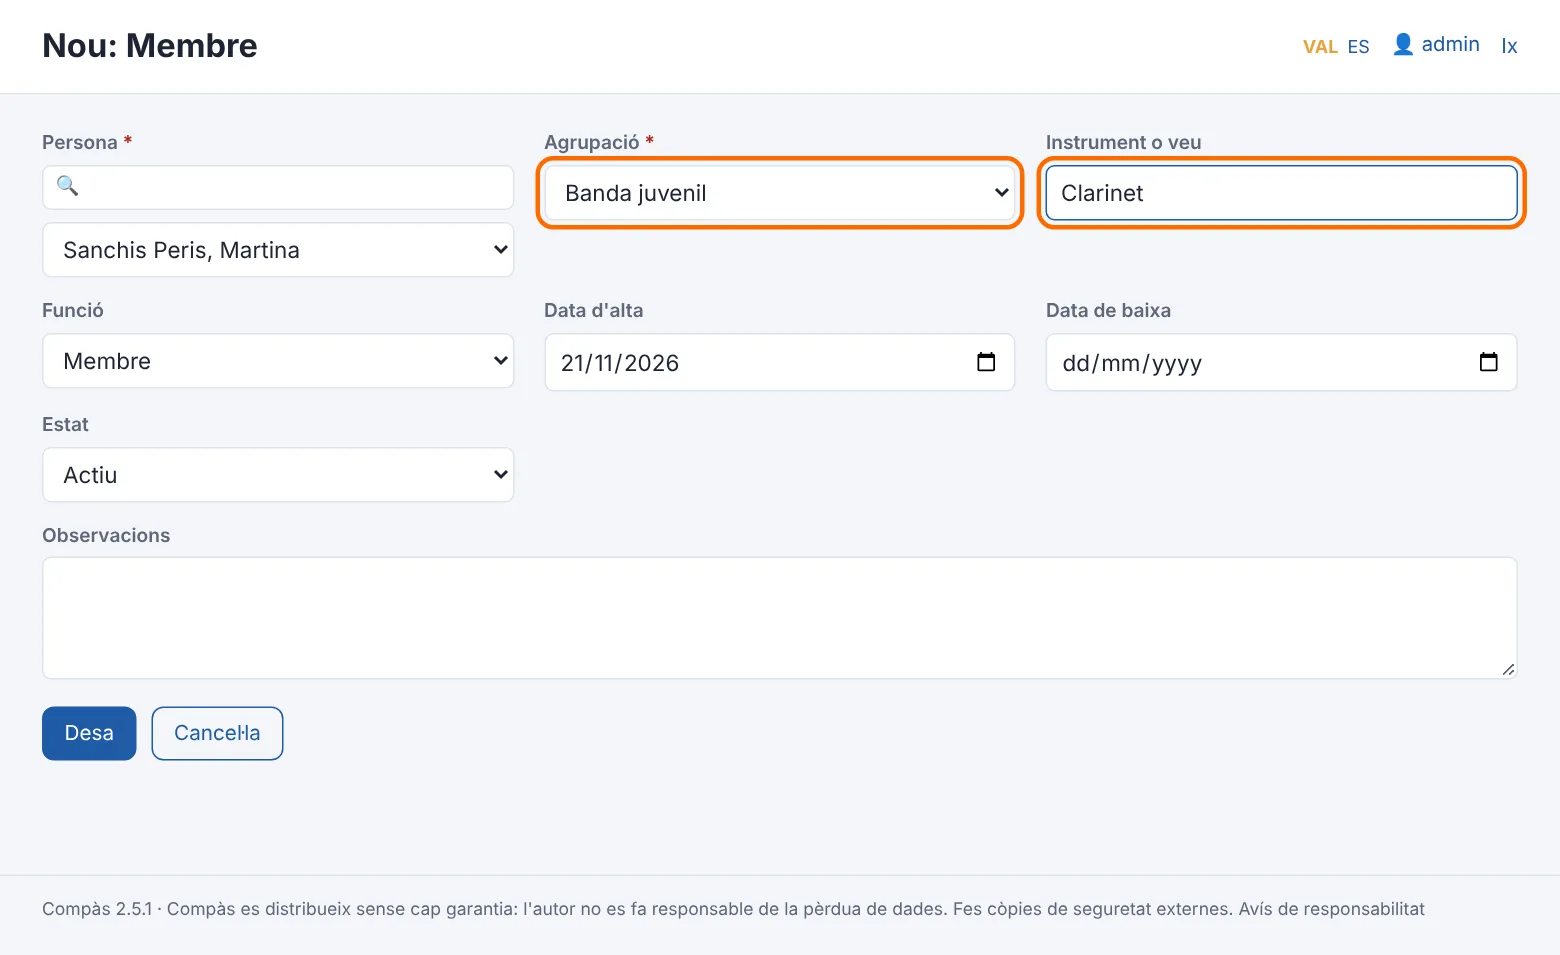 Nou: Membre
VAL ES admin Ix
Persona * Agrupació * Instrument o veu
Banda juvenil Clarinet
Sanchis Peris, Martina
Funció Data d'alta Data de baixa
Membre 21/11/2026 dd/mm/yyyy
Estat
Actiu
Observacions
Desa Cancel·la
Compàs 2.5.1 · Compàs es distribueix sense cap garantia: l'autor no es fa responsable de la pèrdua de dades. Fes còpies de seguretat externes. Avís de responsabilitat